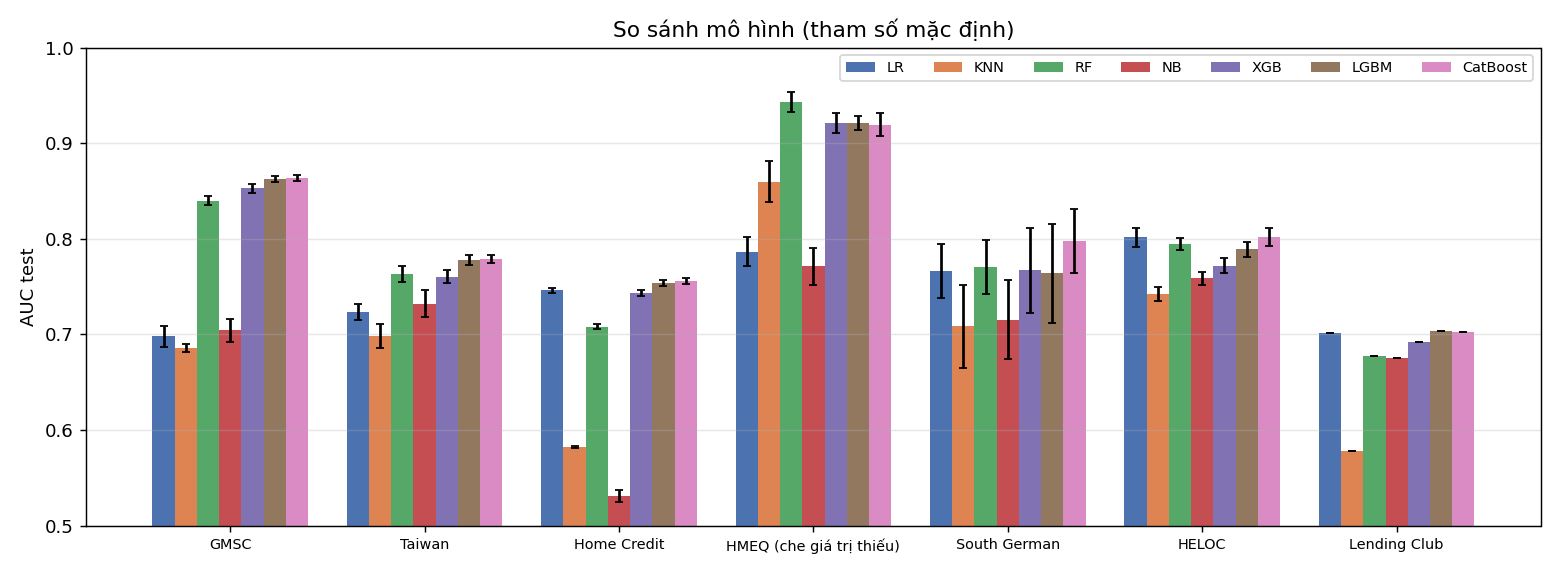 So sánh mô hình (tham số mặc định)
LR KNN RF NB XGB LGBM CatBoost
AUC test
1.0
0.9
0.8
0.7
0.6
0.5
GMSC Taiwan Home Credit HMEQ (che giá trị thiếu) South German HELOC Lending Club